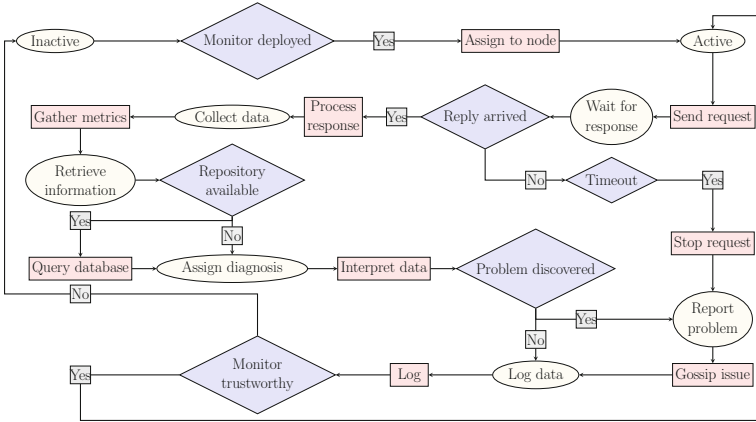 Inactive
Monitor deployed
Yes
Assign to node
Active
Gather metrics
Collect data
Process
response
Yes
Reply arrived
Wait for
response
Send request
Retrieve
information
Repository
available
No
Timeout
Yes
Yes
No
Stop request
Query database
Assign diagnosis
Interpret data
Problem discovered
No
Yes
Report
problem
No
Yes
Monitor
trustworthy
Log
Log data
Gossip issue